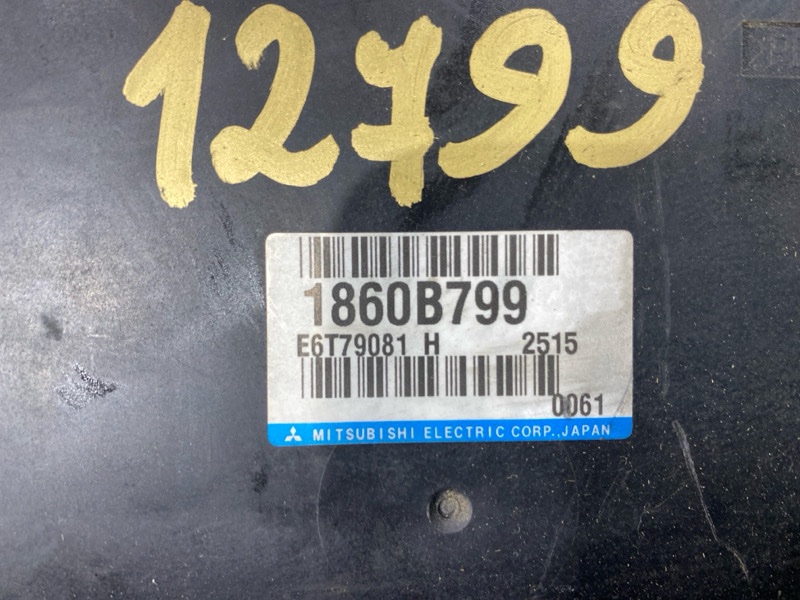 12799
1860B799
E6T79081 H 2515
0061
MITSUBISHI ELECTRIC CORP., JAPAN